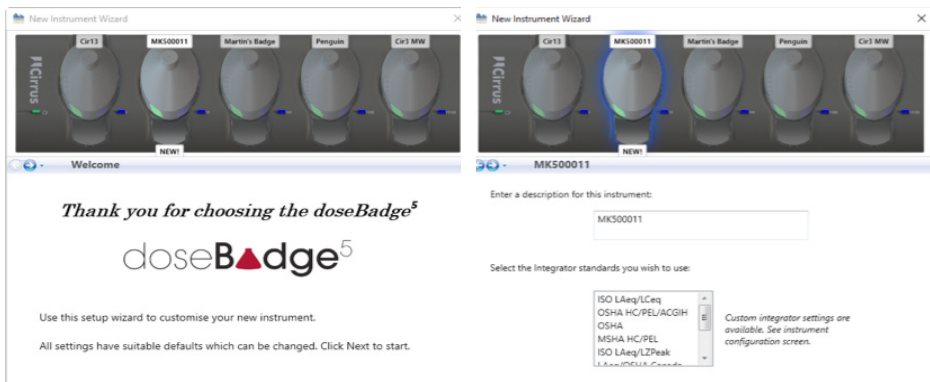 New Instrument Wizard
Cir13
MK500011
Martin's Badge
Penguin
Cir3 MW
Cirrus
NEW!
Welcome
Thank you for choosing the doseBadge⁵
doseBadge⁵
Use this setup wizard to customise your new instrument.
All settings have suitable defaults which can be changed. Click Next to start.
New Instrument Wizard
Cir13
MK500011
Martin's Badge
Penguin
Cir3 MW
Cirrus
NEW!
MK500011
Enter a description for this instrument:
MK500011
Select the Integrator standards you wish to use:
ISO LAeq/LCeq
OSHA HC/PEL/ACGIH
OSHA
MSHA HC/PEL
ISO LAeq/LZPeak
Custom integrator settings are
available. See instrument
configuration screen.